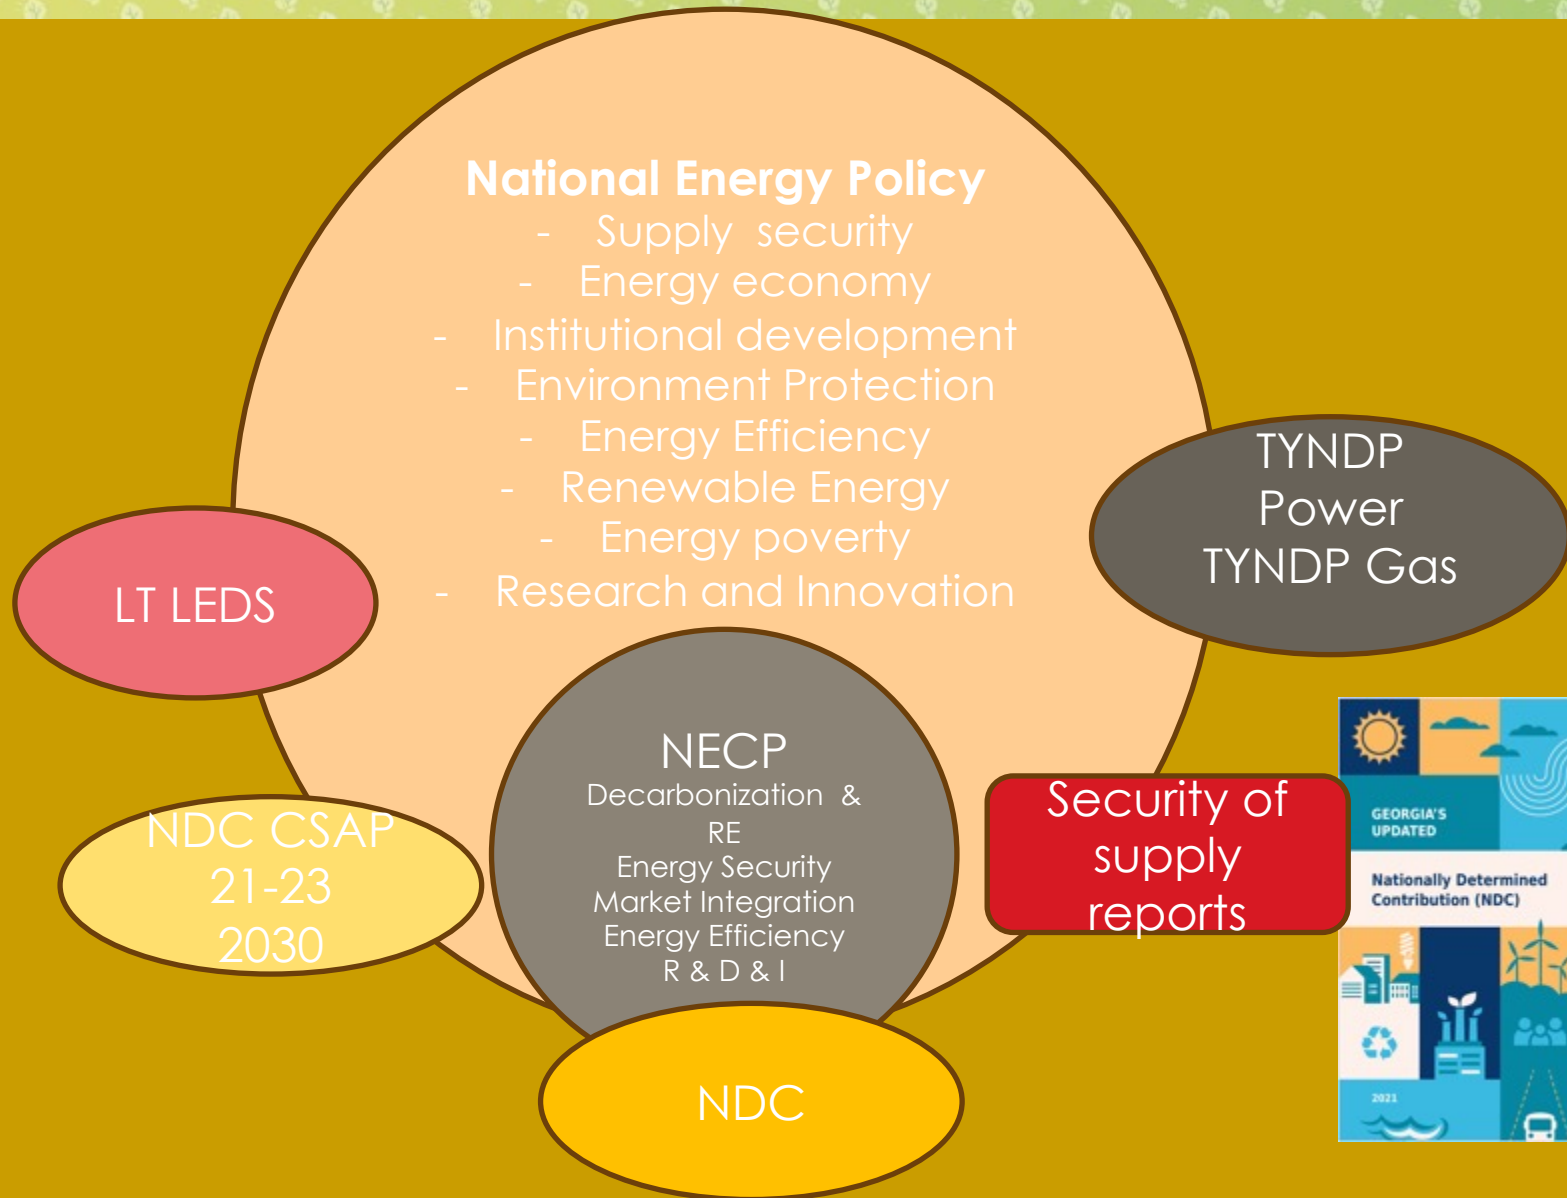 National Energy Policy
- Supply security
- Energy economy
- Institutional development
- Environment Protection
- Energy Efficiency
- Renewable Energy
- Energy poverty
- Research and Innovation
TYNDP
Power
TYNDP Gas
LT LEDS
NECP
Decarbonization &
RE
Energy Security
Market Integration
Energy Efficiency
R & D & I
Security of
supply
reports
NDC CSAP
21-23
2030
NDC
GEORGIA'S
UPDATED
Nationally Determined
Contribution (NDC)
2021